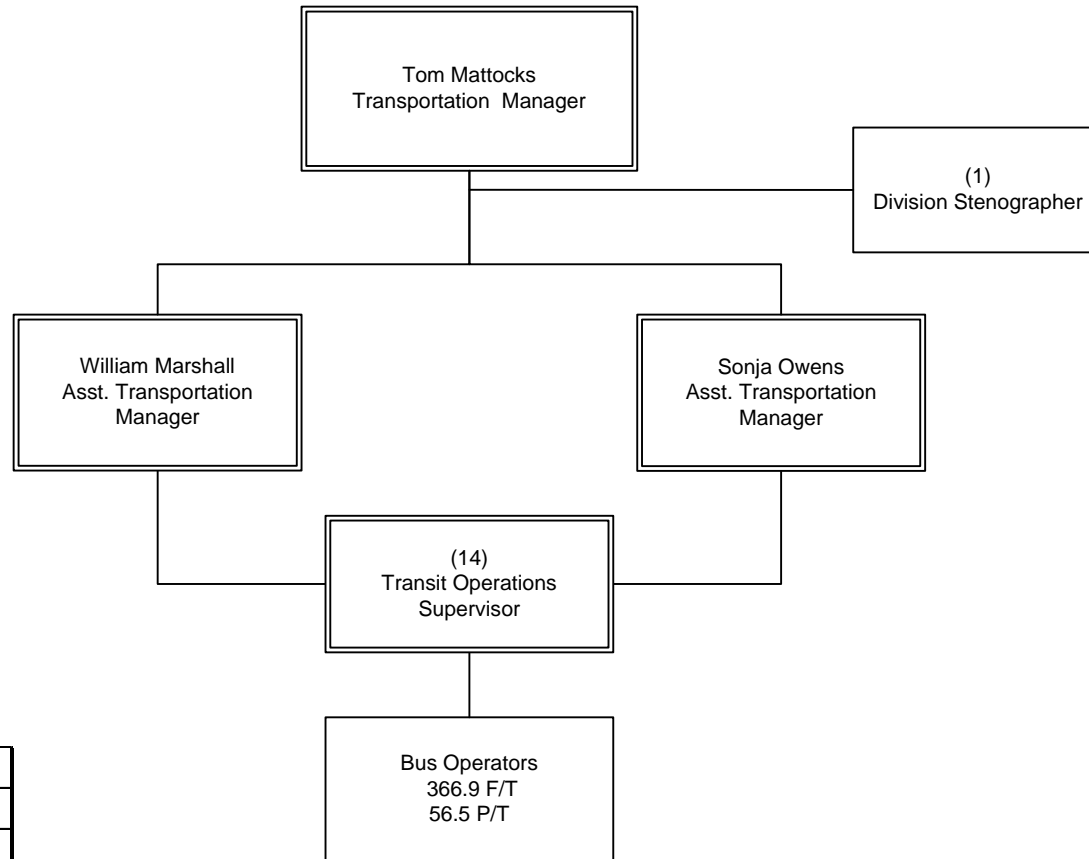 Tom Mattocks
Transportation Manager
(1)
Division Stenographer
William Marshall
Asst. Transportation
Manager
Sonja Owens
Asst. Transportation
Manager
(14)
Transit Operations
Supervisor
Bus Operators
366.9 F/T
56.5 P/T